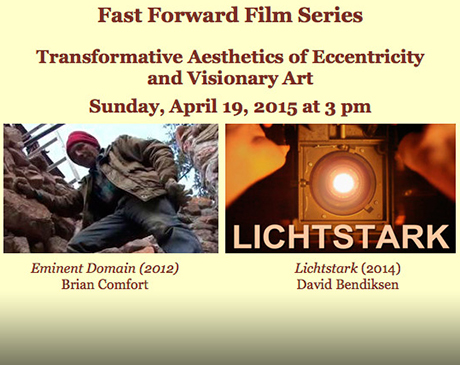 Fast Forward Film Series
Transformative Aesthetics of Eccentricity
and Visionary Art
Sunday, April 19, 2015 at 3 pm
LICHTSTARK
Eminent Domain (2012)
Brian Comfort
Lichtstark (2014)
David Bendiksen